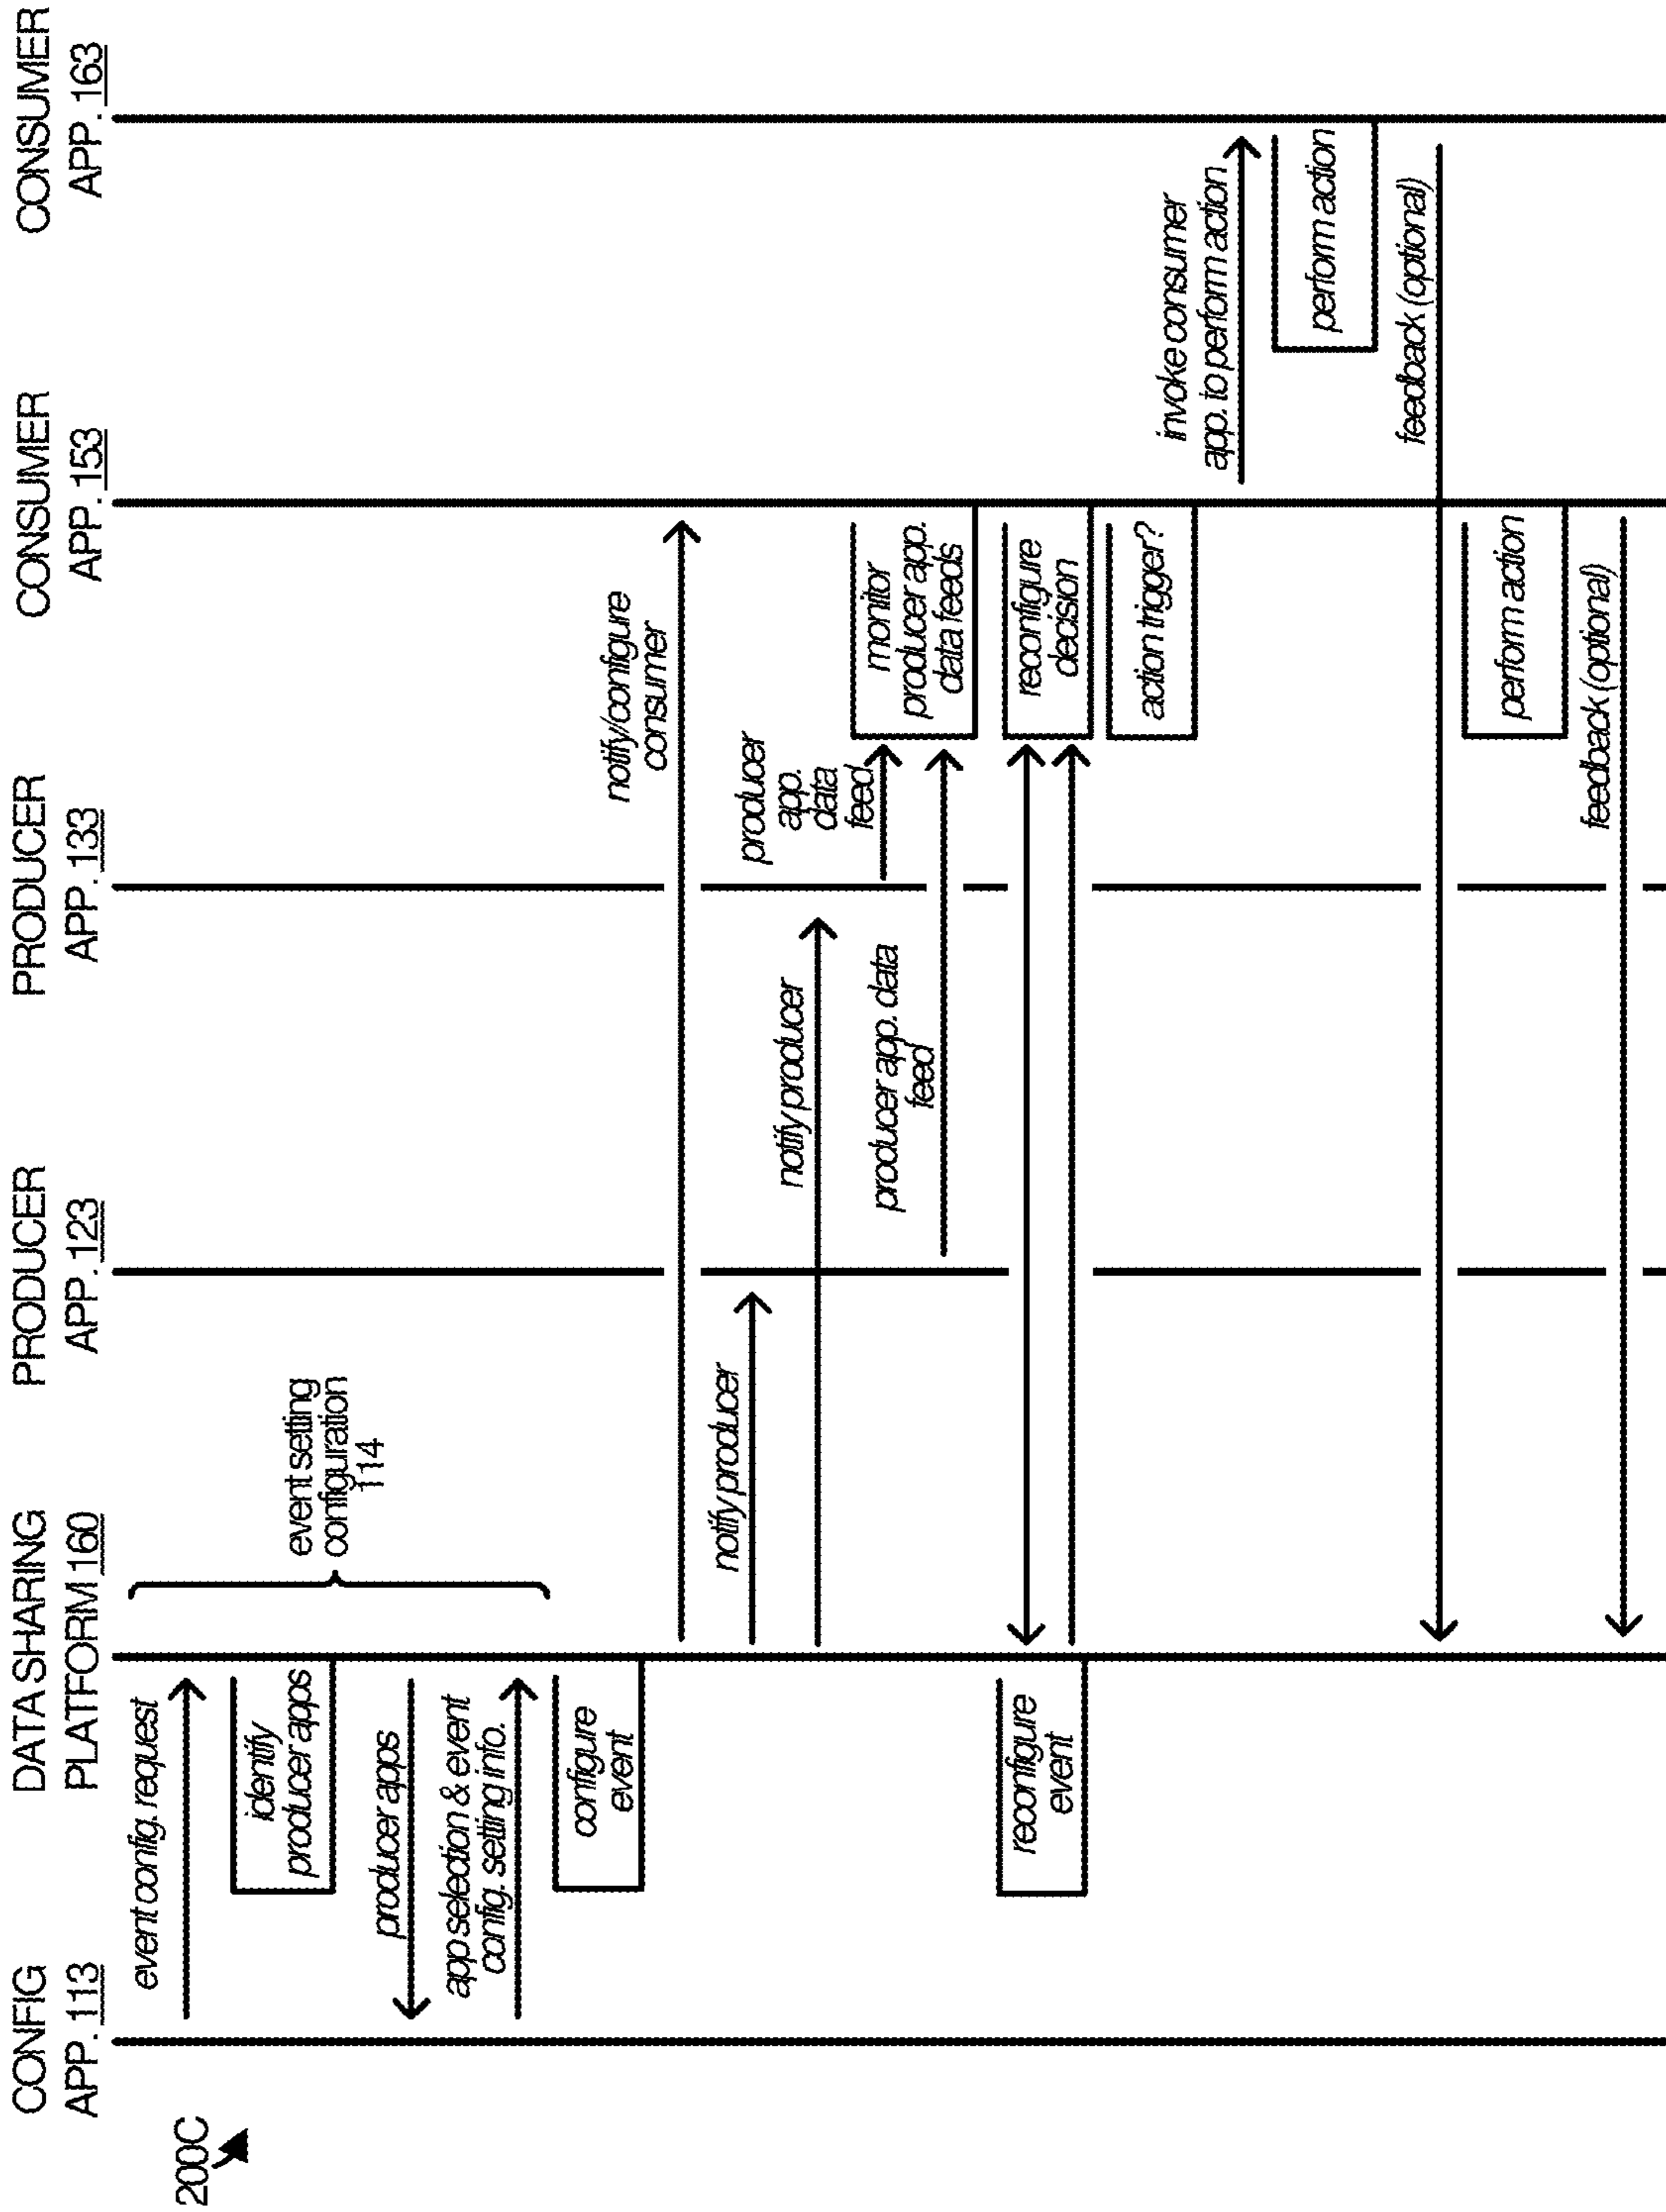 200C
CONFIG
APP. 113
DATA SHARING
PLATFORM 160
PRODUCER
APP. 123
PRODUCER
APP. 133
CONSUMER
APP. 153
CONSUMER
APP. 163
event config. request
identify
producer apps
producer apps
app selection & event
config. setting info.
event setting
configuration
114
configure
event
notify/configure
consumer
notify producer
notify producer
producer
app.
data
feed
producer app. data
feed
monitor
producer app.
data feeds
reconfigure
event
reconfigure
decision
action trigger?
invoke consumer
app. to perform action
perform action
feedback (optional)
perform action
feedback (optional)